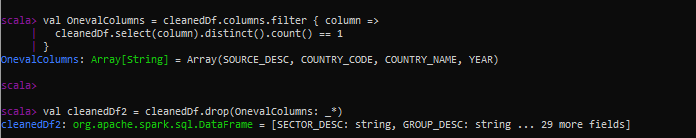 scala> val OnevalColumns = cleanedDf.columns.filter { column =>
     |   cleanedDf.select(column).distinct().count() == 1
     | }
OnevalColumns: Array[String] = Array(SOURCE_DESC, COUNTRY_CODE, COUNTRY_NAME, YEAR)
scala>
scala> val cleanedDf2 = cleanedDf.drop(OnevalColumns: _*)
cleanedDf2: org.apache.spark.sql.DataFrame = [SECTOR_DESC: string, GROUP_DESC: string ... 29 more fields]